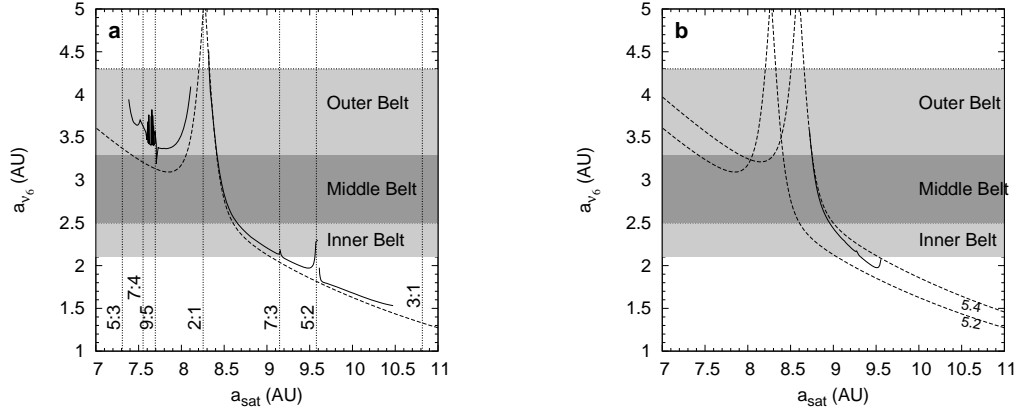 a
5
4.5
4
3.5
3
2.5
2
1.5
1
a_ν6 (AU)
Outer Belt
Middle Belt
Inner Belt
5:3
7:4
9:5
2:1
7:3
5:2
3:1
7 7.5 8 8.5 9 9.5 10 10.5 11
a_sat (AU)
b
5
4.5
4
3.5
3
2.5
2
1.5
1
a_ν6 (AU)
Outer Belt
Middle Belt
Inner Belt
5.4
5.2
7 7.5 8 8.5 9 9.5 10 10.5 11
a_sat (AU)